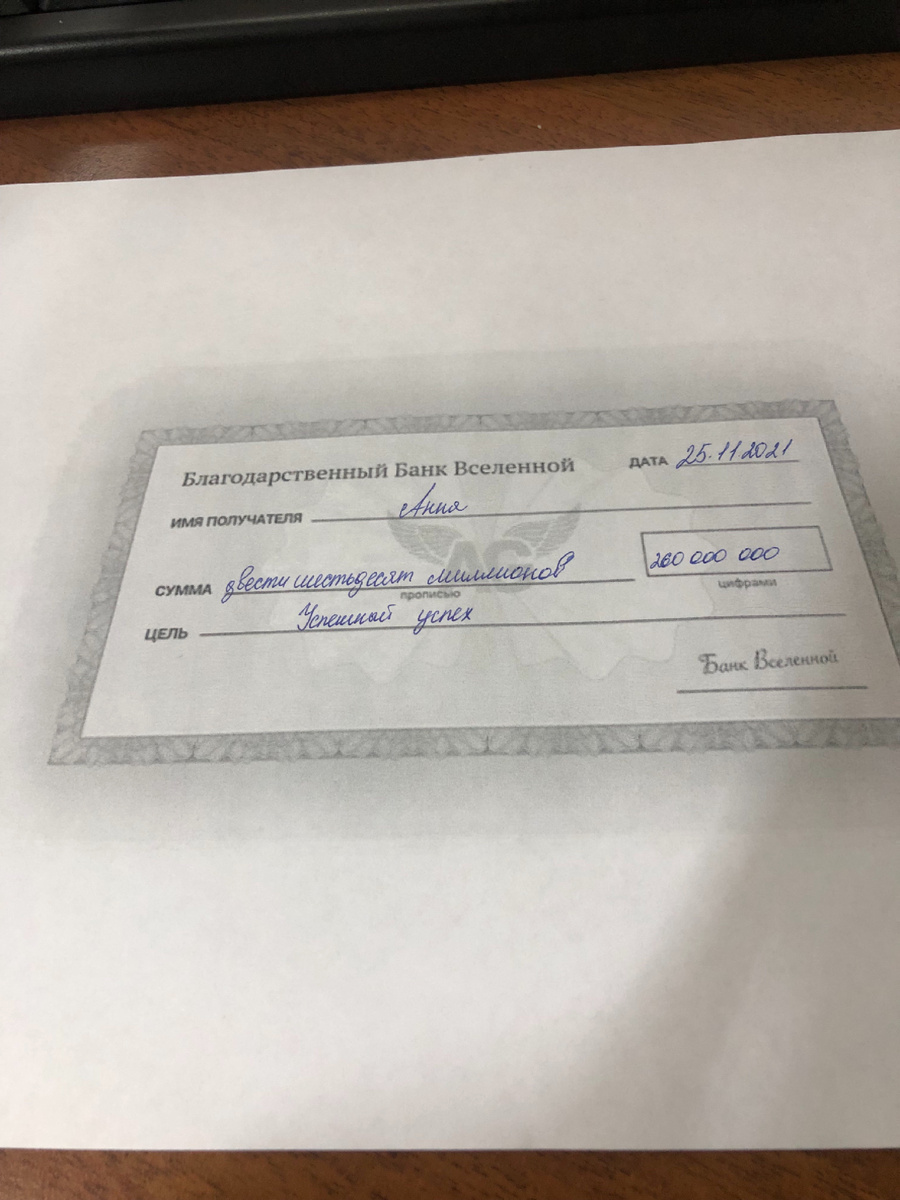 Благодарственный Банк Вселенной ДАТА 25.11.2021
ИМЯ ПОЛУЧАТЕЛЯ Анна
АС
СУММА двести шестьдесят миллионов 260 000 000
прописью цифрами
ЦЕЛЬ Успешный успех
Банк Вселенной